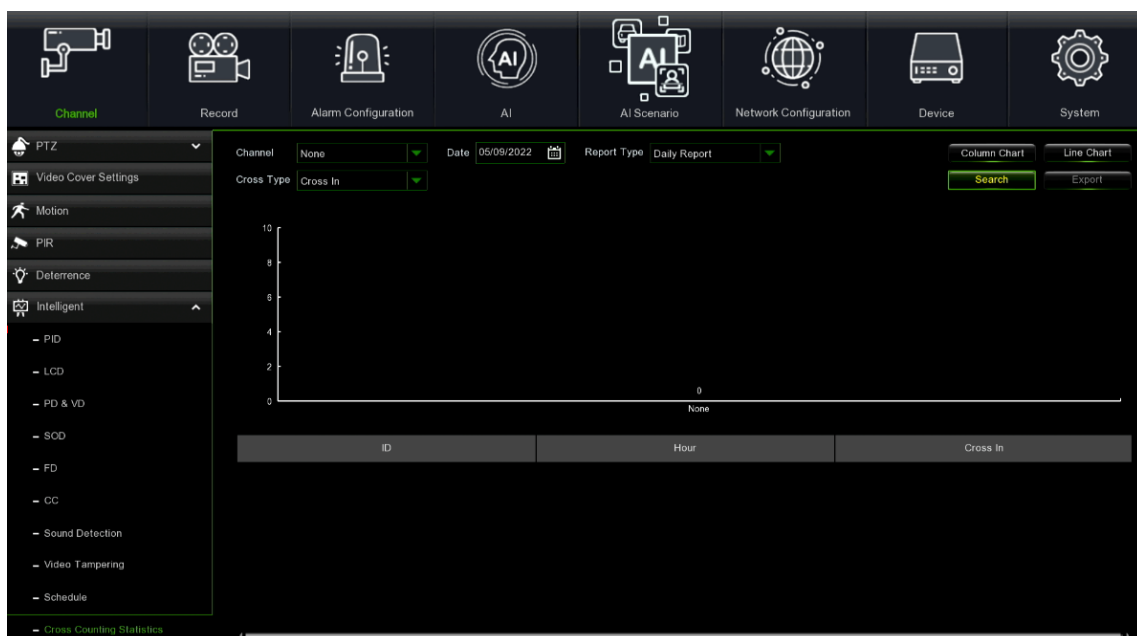 AI
AI
Channel Record Alarm Configuration AI AI Scenario Network Configuration Device System
PTZ
Channel None Date 05/09/2022 Report Type Daily Report Column Chart Line Chart
Video Cover Settings
Cross Type Cross In Search Export
Motion
PIR
Deterrence
Intelligent
PID
LCD
PD & VD
SOD
FD
CC
Sound Detection
Video Tampering
Schedule
Cross Counting Statistics
10
8
6
4
2
0
0
None
ID Hour Cross In